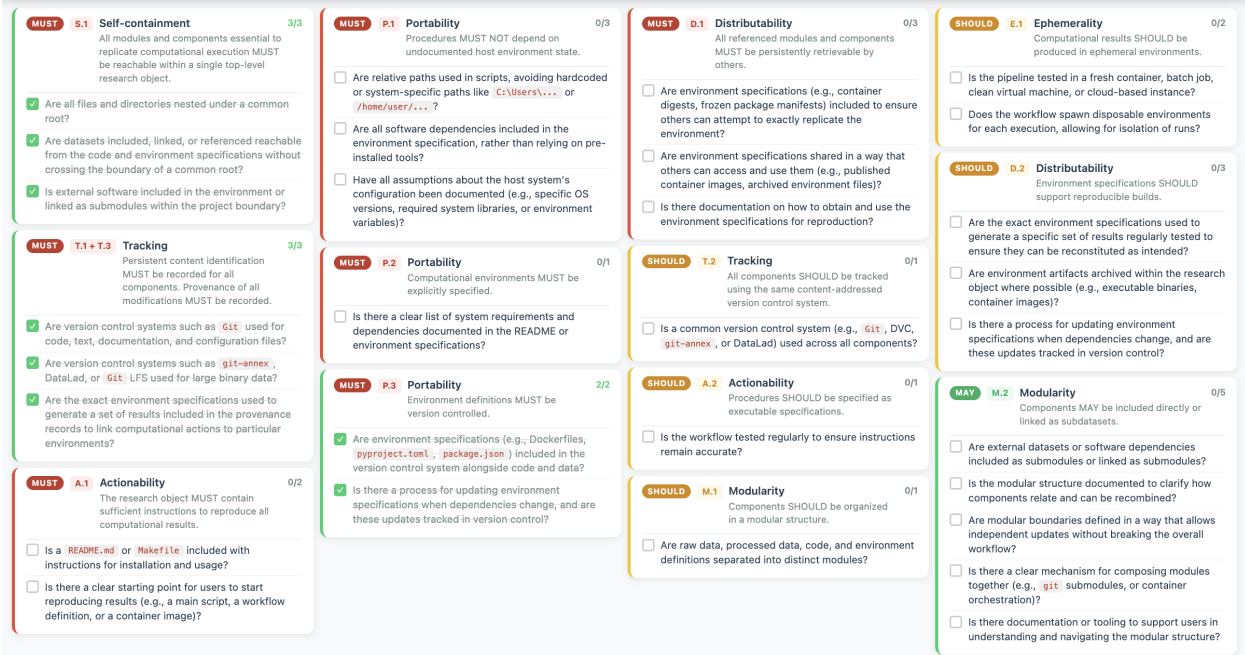 MUST S.1 Self-containment 3/3
All modules and components essential to
replicate computational execution MUST
be reachable within a single top-level
research object.
Are all files and directories nested under a common
root?
Are datasets included, linked, or referenced reachable
from the code and environment specifications without
crossing the boundary of a common root?
Is external software included in the environment or
linked as submodules within the project boundary?
MUST T.1 + T.3 Tracking 3/3
Persistent content identification
MUST be recorded for all
components. Provenance of all
modifications MUST be recorded.
Are version control systems such as Git used for
code, text, documentation, and configuration files?
Are version control systems such as git-annex,
DataLad, or Git LFS used for large binary data?
Are the exact environment specifications used to
generate a set of results included in the provenance
records to link computational actions to particular
environments?
MUST A.1 Actionability 0/2
The research object MUST contain
sufficient instructions to reproduce all
computational results.
Is a README.md or Makefile included with
instructions for installation and usage?
Is there a clear starting point for users to start
reproducing results (e.g., a main script, a workflow
definition, or a container image)?
MUST P.1 Portability 0/3
Procedures MUST NOT depend on
undocumented host environment state.
Are relative paths used in scripts, avoiding hardcoded
or system-specific paths like C:\Users\... or
/home/user/... ?
Are all software dependencies included in the
environment specification, rather than relying on pre-
installed tools?
Have all assumptions about the host system's
configuration been documented (e.g., specific OS
versions, required system libraries, or environment
variables)?
MUST P.2 Portability 0/1
Computational environments MUST be
explicitly specified.
Is there a clear list of system requirements and
dependencies documented in the README or
environment specifications?
MUST P.3 Portability 2/2
Environment definitions MUST be
version controlled.
Are environment specifications (e.g., Dockerfiles,
pyproject.toml, package.json) included in the
version control system alongside code and data?
Is there a process for updating environment
specifications when dependencies change, and are
these updates tracked in version control?
MUST D.1 Distributability 0/3
All referenced modules and components
MUST be persistently retrievable by
others.
Are environment specifications (e.g., container
digests, frozen package manifests) included to ensure
others can attempt to exactly replicate the
environment?
Are environment specifications shared in a way that
others can access and use them (e.g., published
container images, archived environment files)?
Is there documentation on how to obtain and use the
environment specifications for reproduction?
SHOULD T.2 Tracking 0/1
All components SHOULD be tracked
using the same content-addressed
version control system.
Is a common version control system (e.g., Git, DVC,
git-annex, or DataLad) used across all components?
SHOULD A.2 Actionability 0/1
Procedures SHOULD be specified as
executable specifications.
Is the workflow tested regularly to ensure instructions
remain accurate?
SHOULD M.1 Modularity 0/1
Components SHOULD be organized
in a modular structure.
Are raw data, processed data, code, and environment
definitions separated into distinct modules?
SHOULD E.1 Ephemerality 0/2
Computational results SHOULD be
produced in ephemeral environments.
Is the pipeline tested in a fresh container, batch job,
clean virtual machine, or cloud-based instance?
Does the workflow spawn disposable environments
for each execution, allowing for isolation of runs?
SHOULD D.2 Distributability 0/3
Environment specifications SHOULD
support reproducible builds.
Are the exact environment specifications used to
generate a specific set of results regularly tested to
ensure they can be reconstituted as intended?
Are environment artifacts archived within the research
object where possible (e.g., executable binaries,
container images)?
Is there a process for updating environment
specifications when dependencies change, and are
these updates tracked in version control?
MAY M.2 Modularity 0/5
Components MAY be included directly or
linked as subdatasets.
Are external datasets or software dependencies
included as submodules or linked as submodules?
Is the modular structure documented to clarify how
components relate and can be recombined?
Are modular boundaries defined in a way that allows
independent updates without breaking the overall
workflow?
Is there a clear mechanism for composing modules
together (e.g., git submodules, or container
orchestration)?
Is there documentation or tooling to support users in
understanding and navigating the modular structure?